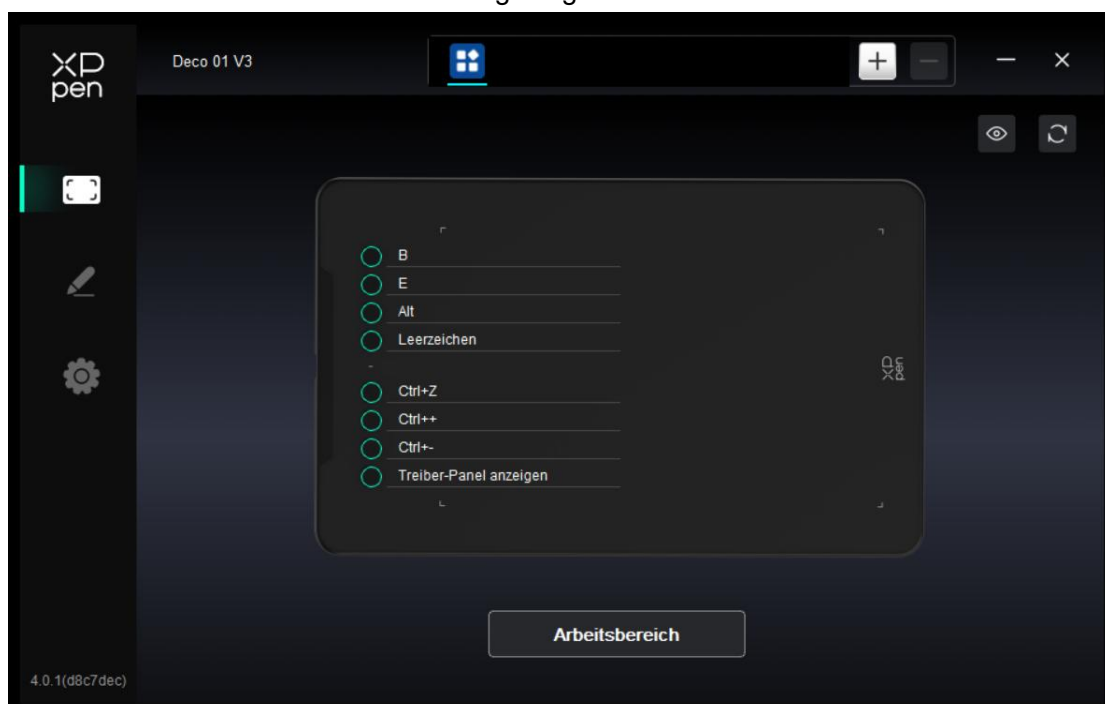 XP
pen
Deco 01 V3
B
E
Alt
Leerzeichen
-
Ctrl+Z
Ctrl++
Ctrl+-
Treiber-Panel anzeigen
XP
pen
Arbeitsbereich
4.0.1(d8c7dec)